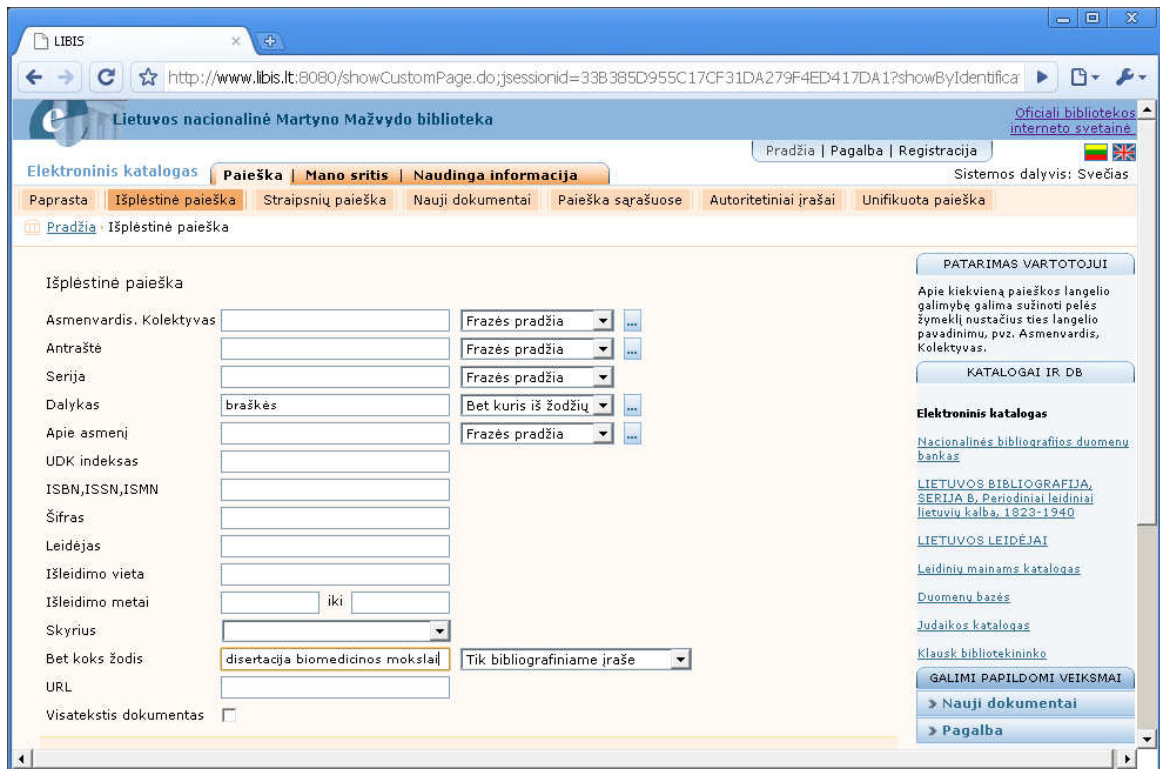 LIBIS
http://www.libis.lt:8080/showCustomPage.do;jsessionid=33B385D955C17CF31DA279F4ED417DA1?showByIdentifica
Lietuvos nacionalinė Martyno Mažvydo biblioteka
Oficiali bibliotekos
interneto svetainė
Pradžia | Pagalba | Registracija
Elektroninis katalogas
Paieška | Mano sritis | Naudinga informacija
Sistemos dalyvis: Svečias
Paprasta Išplėstinė paieška Straipsnių paieška Nauji dokumentai Paieška sąrašuose Autoritetiniai įrašai Unifikuota paieška
Pradžia · Išplėstinė paieška
Išplėstinė paieška
Asmenvardis. Kolektyvas Frazės pradžia ...
Antraštė Frazės pradžia ...
Serija Frazės pradžia
Dalykas braškės Bet kuris iš žodžių ...
Apie asmenį Frazės pradžia ...
UDK indeksas
ISBN,ISSN,ISMN
Šifras
Leidėjas
Išleidimo vieta
Išleidimo metai iki
Skyrius
Bet koks žodis disertacija biomedicinos mokslai Tik bibliografiniame įraše
URL
Visatekstis dokumentas
PATARIMAS VARTOTOJUI
Apie kiekvieną paieškos langelio
galimybę galima sužinoti pelės
žymeklį nustačius ties langelio
pavadinimu, pvz. Asmenvardis,
Kolektyvas.
KATALOGAI IR DB
Elektroninis katalogas
Nacionalinės bibliografijos duomenų
bankas
LIETUVOS BIBLIOGRAFIJA,
SERIJA B, Periodiniai leidiniai
lietuvių kalba, 1823-1940
LIETUVOS LEIDĖJAI
Leidinių mainams katalogas
Duomenų bazės
Judaikos katalogas
Klausk bibliotekininko
GALIMI PAPILDOMI VEIKSMAI
» Nauji dokumentai
» Pagalba